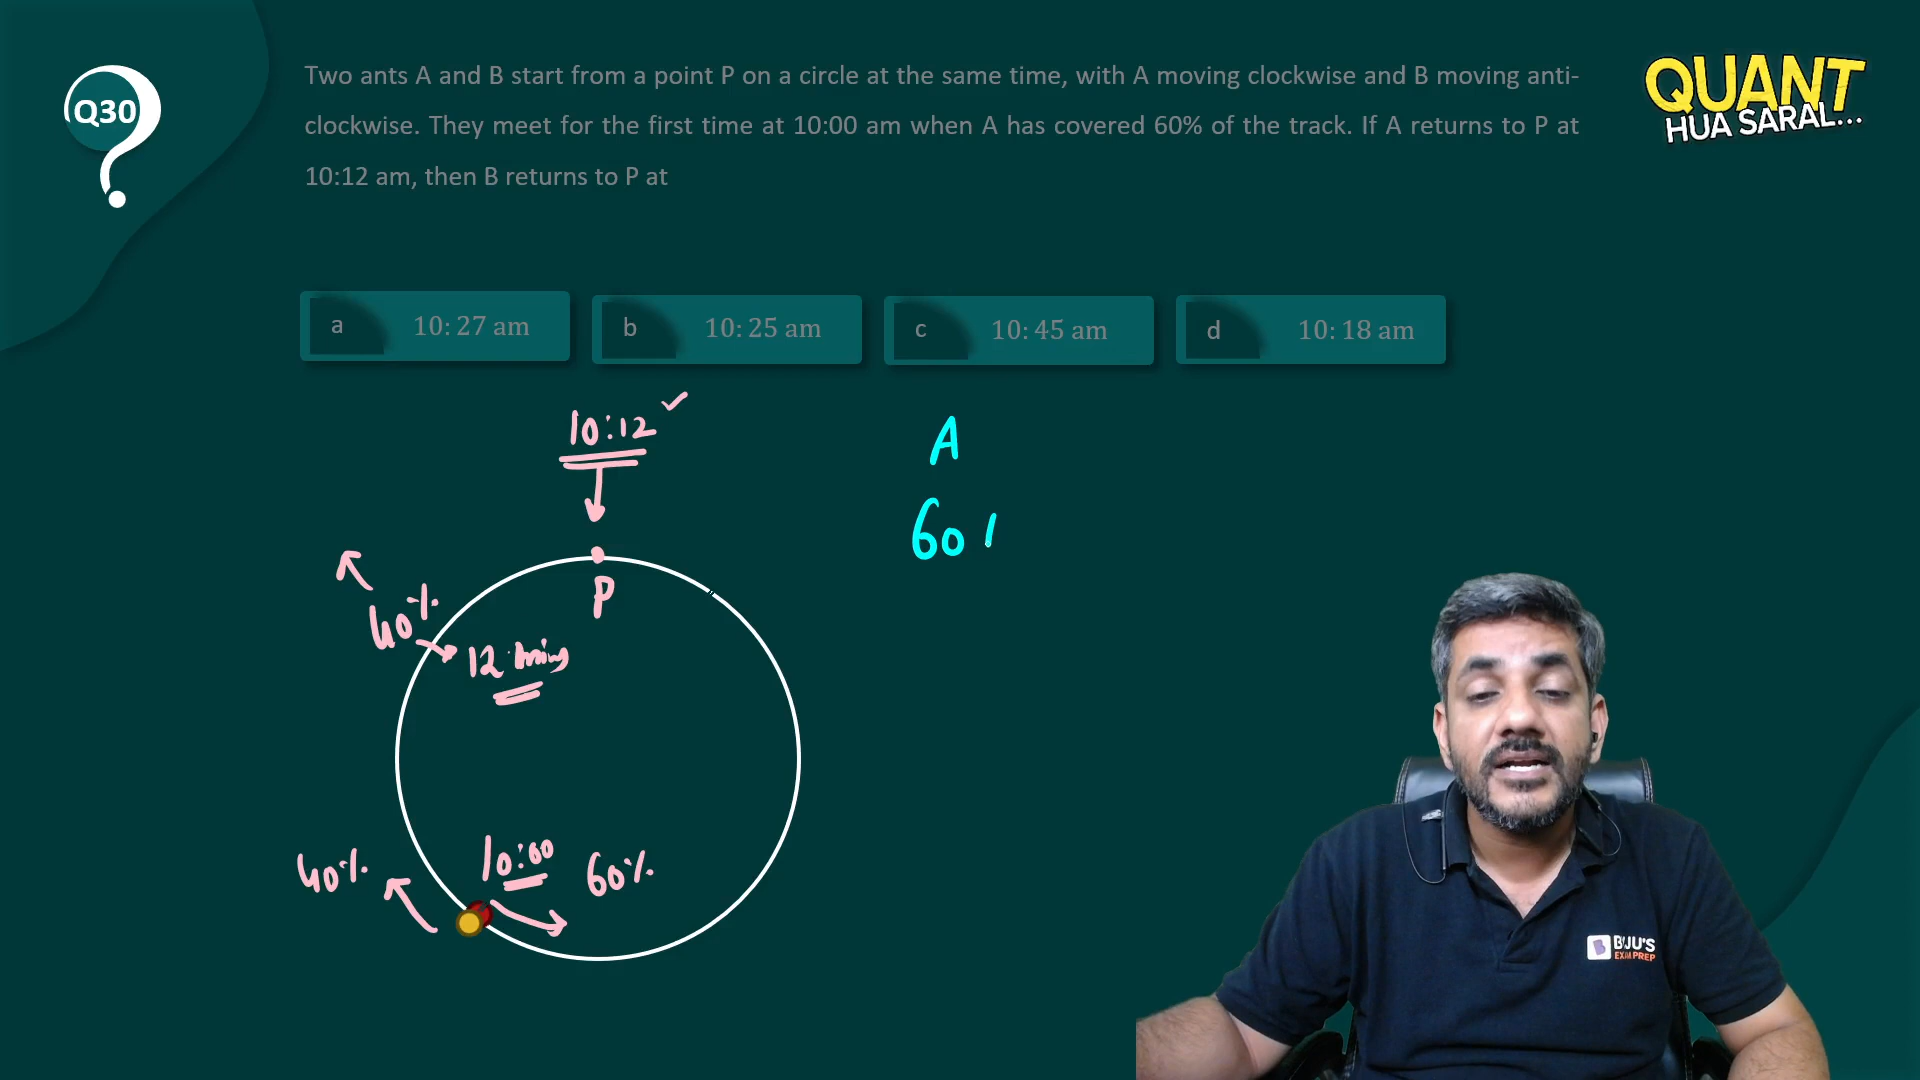 Q30
Two ants A and B start from a point P on a circle at the same time, with A moving clockwise and B moving anti-
clockwise. They meet for the first time at 10:00 am when A has covered 60% of the track. If A returns to P at
10:12 am, then B returns to P at
QUANT
HUA SARAL...
a 10:27 am
b 10:25 am
c 10:45 am
d 10:18 am
10:12
A
60
P
40%
12 mins
10:00
60%
40%
BYJU'S
EXAM PREP